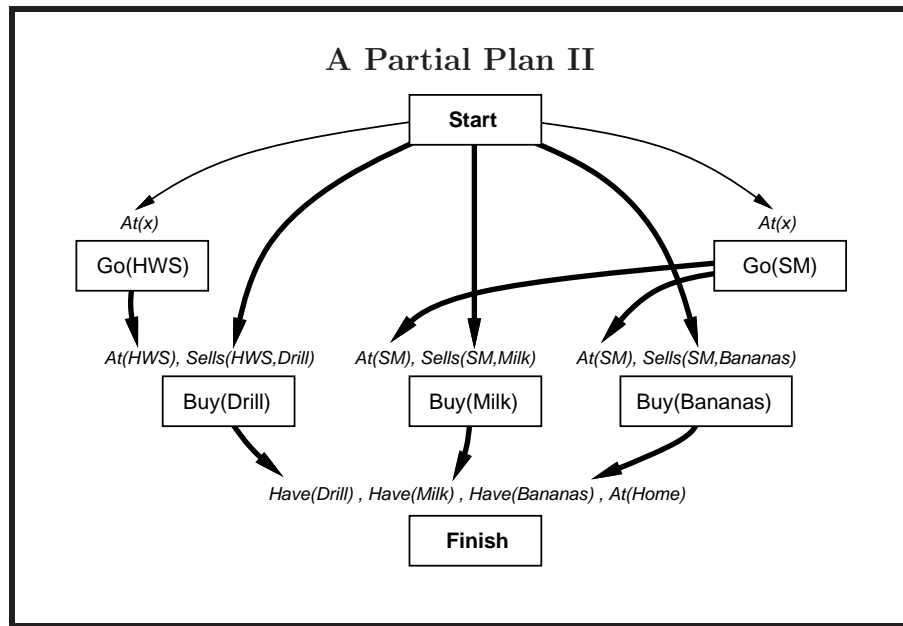 A Partial Plan II
Start
At(x) At(x)
Go(HWS) Go(SM)
At(HWS), Sells(HWS,Drill) At(SM), Sells(SM,Milk) At(SM), Sells(SM,Bananas)
Buy(Drill) Buy(Milk) Buy(Bananas)
Have(Drill) , Have(Milk) , Have(Bananas) , At(Home)
Finish